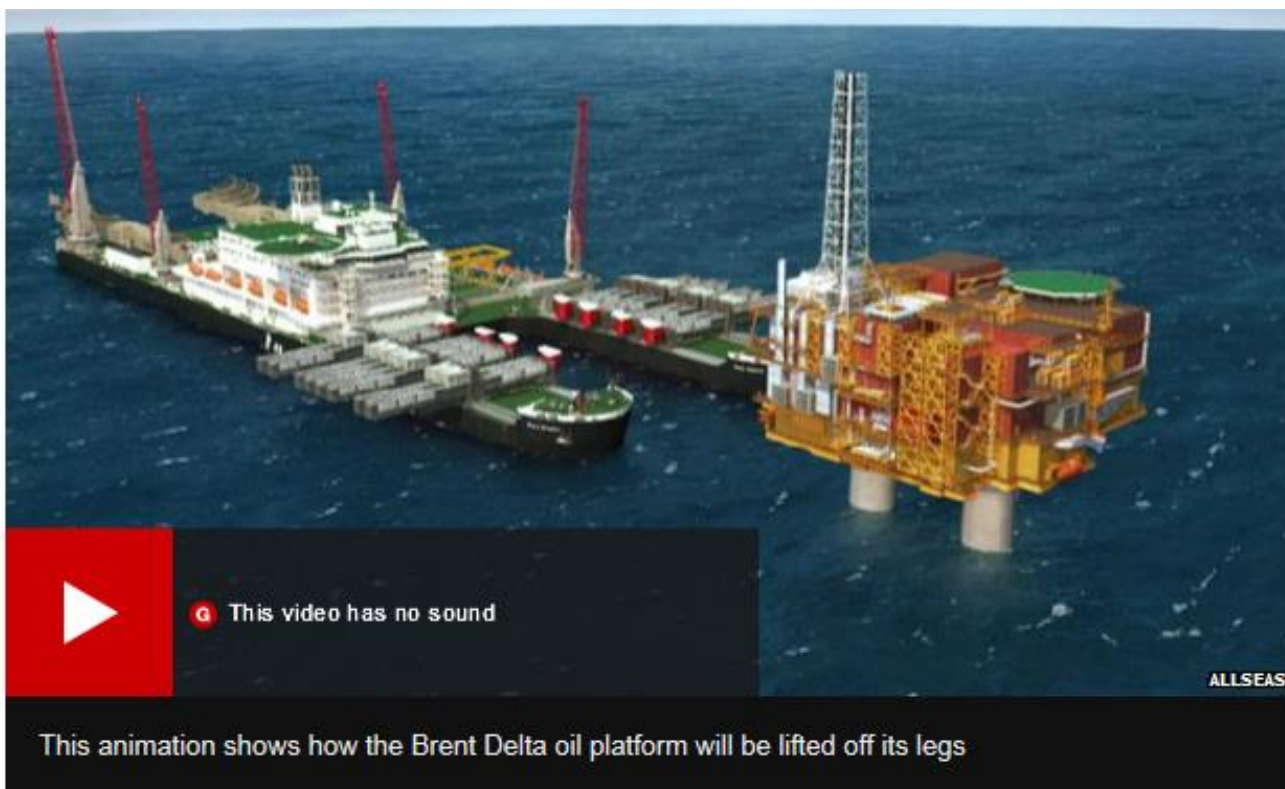 G This video has no sound
ALLSEAS
This animation shows how the Brent Delta oil platform will be lifted off its legs